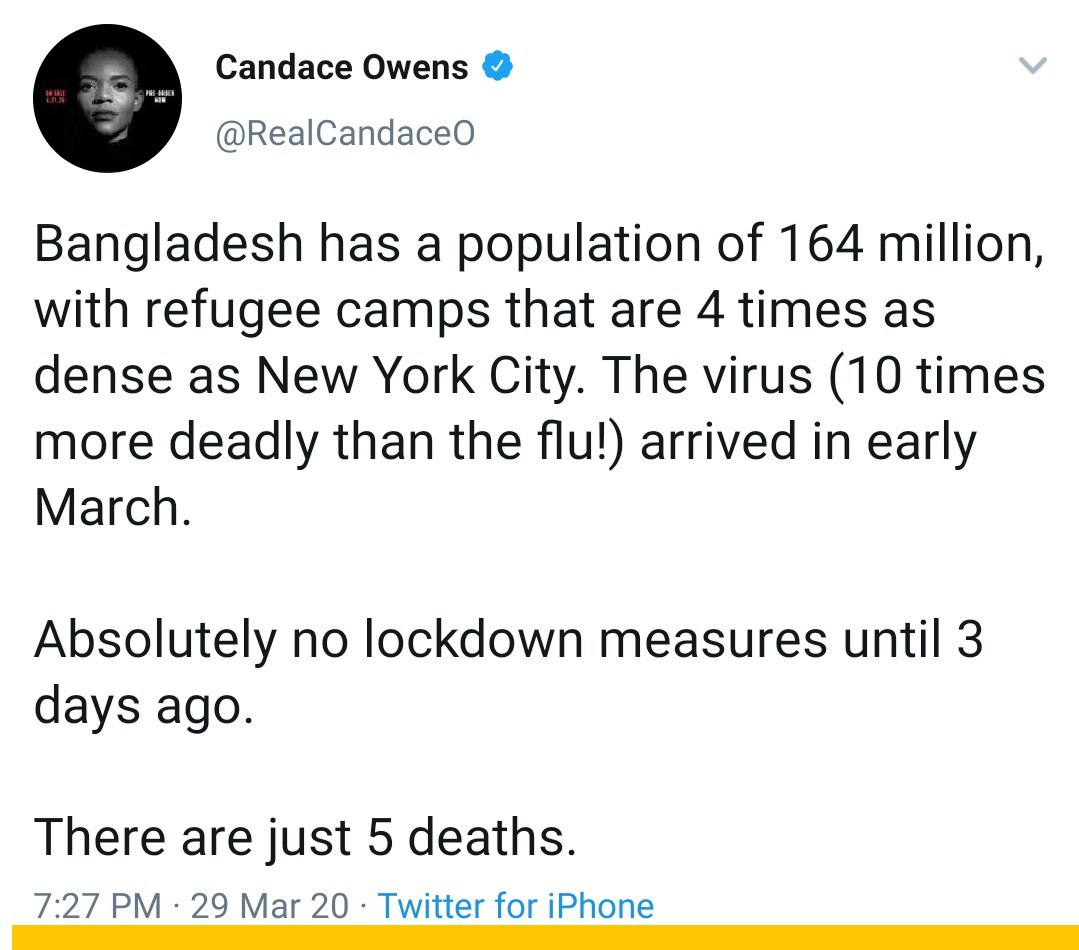 Candace Owens
@RealCandaceO
ON SALE
4.21.20
PRE-ORDER
NOW
Bangladesh has a population of 164 million,
with refugee camps that are 4 times as
dense as New York City. The virus (10 times
more deadly than the flu!) arrived in early
March.
Absolutely no lockdown measures until 3
days ago.
There are just 5 deaths.
7:27 PM · 29 Mar 20 · Twitter for iPhone